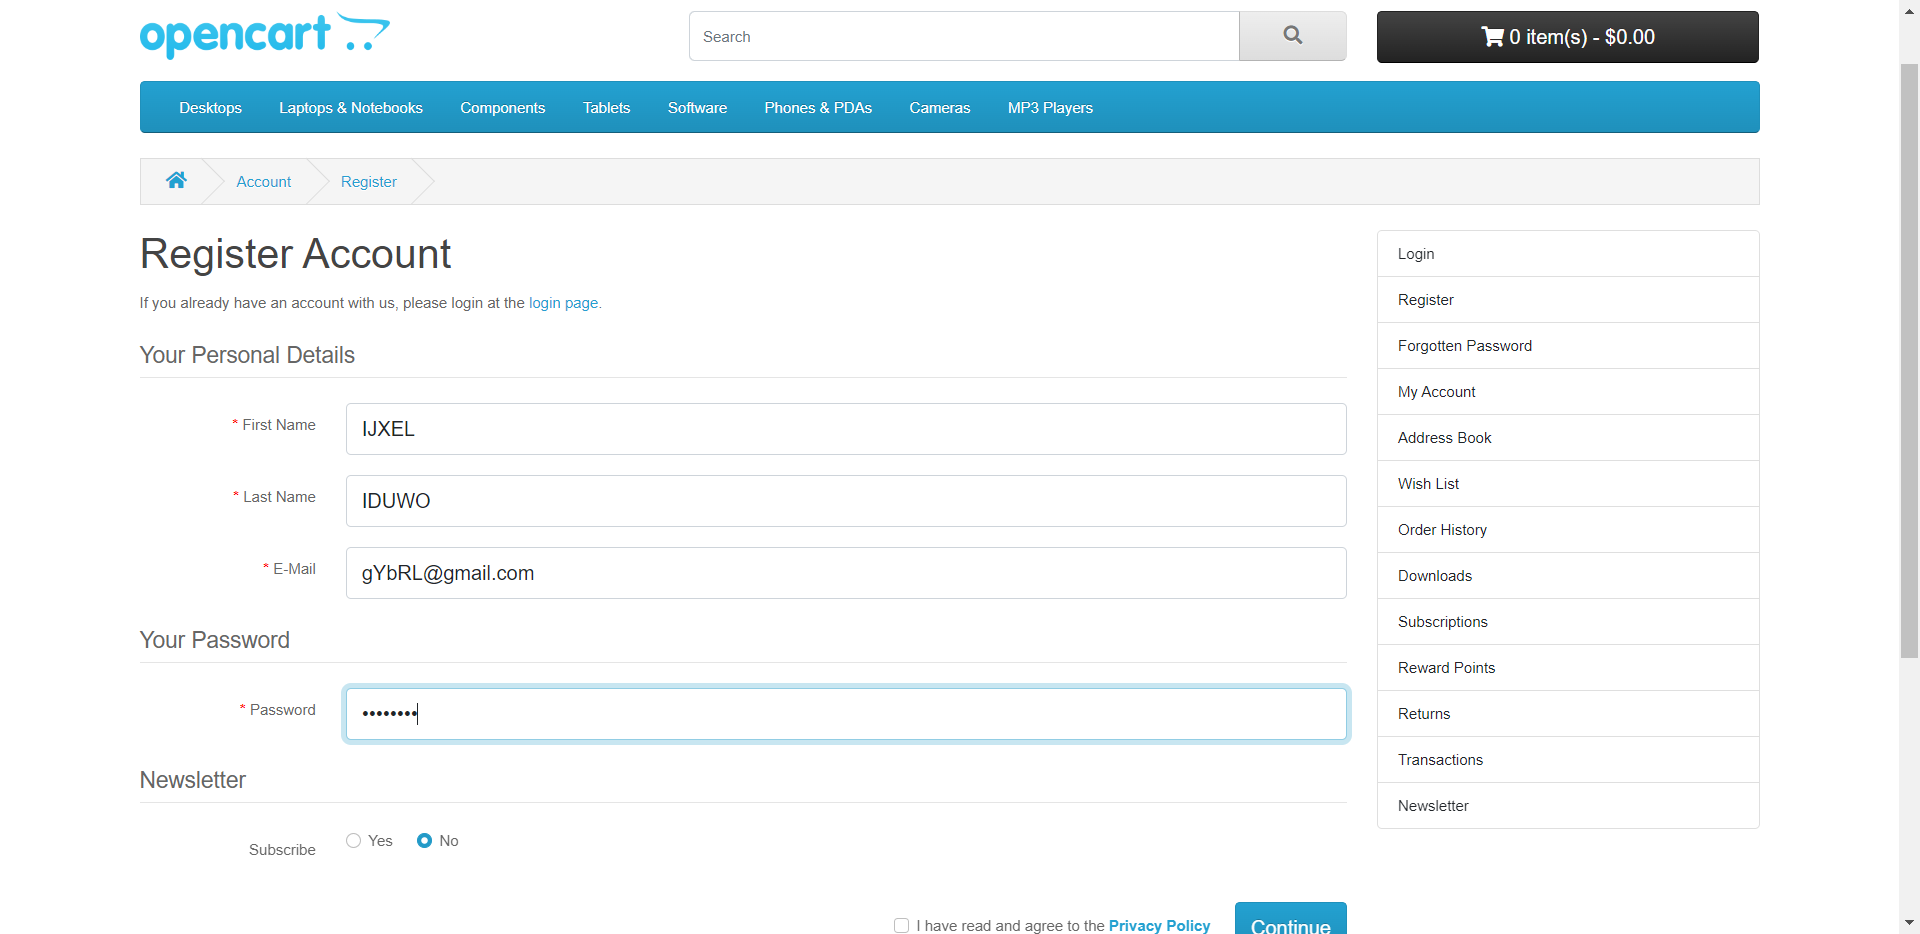 opencart
Search
0 item(s) - $0.00
Desktops Laptops & Notebooks Components Tablets Software Phones & PDAs Cameras MP3 Players
Account Register
Register Account
If you already have an account with us, please login at the login page.
Your Personal Details
* First Name IJXEL
* Last Name IDUWO
* E-Mail gYbRL@gmail.com
Your Password
* Password ••••••••
Newsletter
Subscribe Yes No
I have read and agree to the Privacy Policy Continue
Login
Register
Forgotten Password
My Account
Address Book
Wish List
Order History
Downloads
Subscriptions
Reward Points
Returns
Transactions
Newsletter